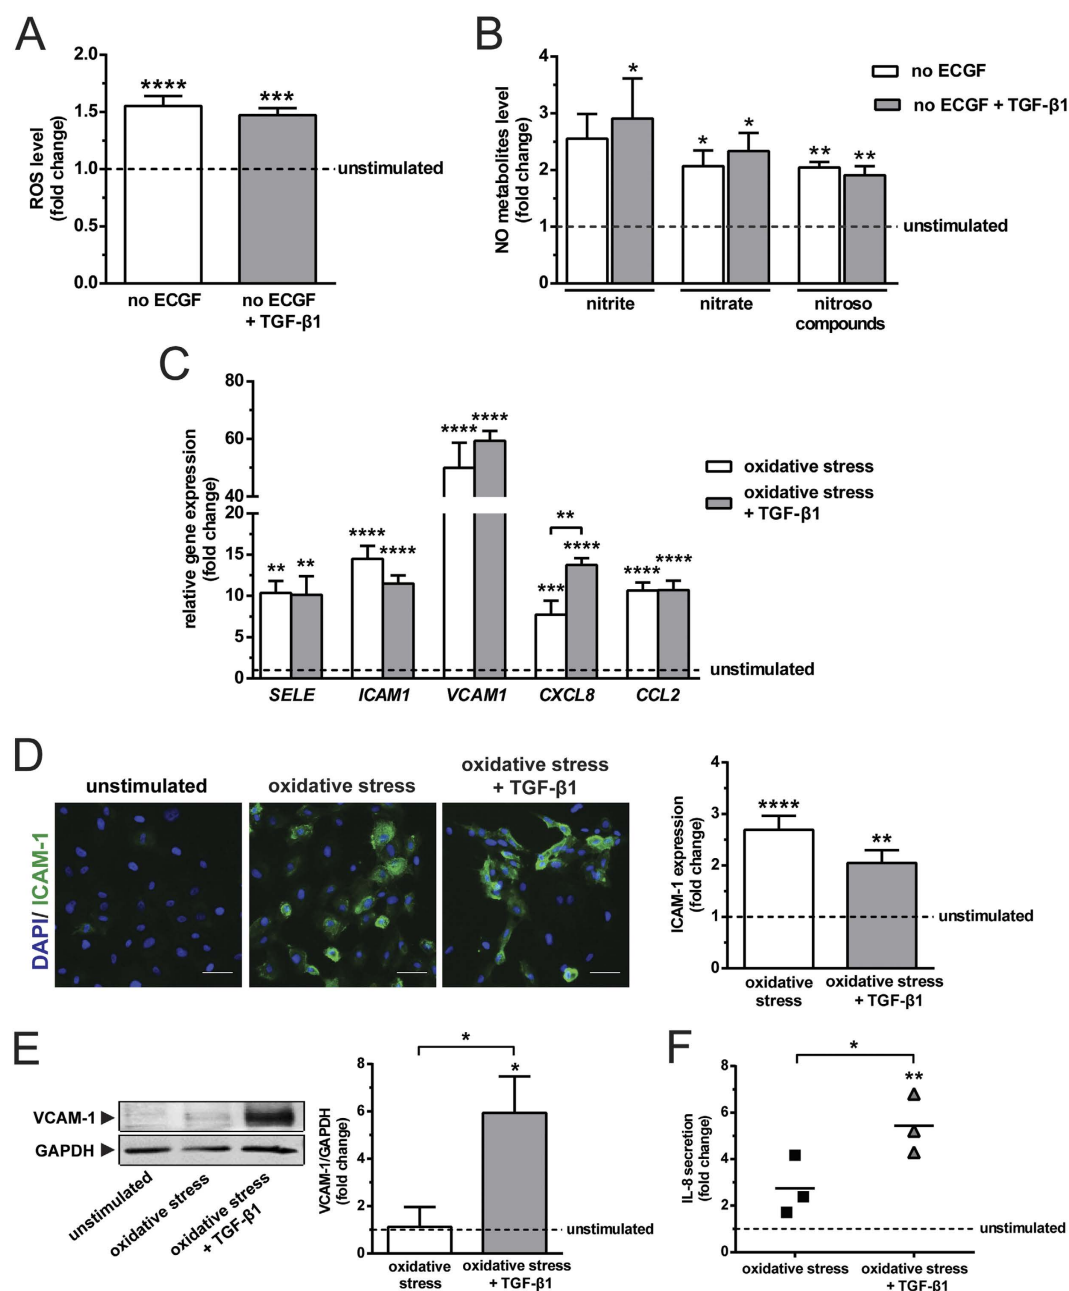 A
2.0
1.5
1.0
0.5
0.0
ROS level
(fold change)
****
***
unstimulated
no ECGF
no ECGF
+ TGF-β1
B
4
3
2
1
0
NO metabolites level
(fold change)
*
*
*
**
**
no ECGF
no ECGF + TGF-β1
unstimulated
nitrite
nitrate
nitroso
compounds
C
80
60
40
20
15
10
5
0
relative gene expression
(fold change)
**
**
****
****
****
****
**
***
****
****
****
oxidative stress
oxidative stress
+ TGF-β1
unstimulated
SELE
ICAM1
VCAM1
CXCL8
CCL2
D
unstimulated
oxidative stress
oxidative stress
+ TGF-β1
DAPI/ ICAM-1
4
3
2
1
0
ICAM-1 expression
(fold change)
****
**
unstimulated
oxidative
stress
oxidative stress
+ TGF-β1
E
VCAM-1
GAPDH
unstimulated
oxidative stress
oxidative stress
+ TGF-β1
8
6
4
2
0
VCAM-1/GAPDH
(fold change)
*
*
unstimulated
oxidative
stress
oxidative stress
+ TGF-β1
F
8
6
4
2
0
IL-8 secretion
(fold change)
*
**
unstimulated
oxidative stress
oxidative stress
+ TGF-β1